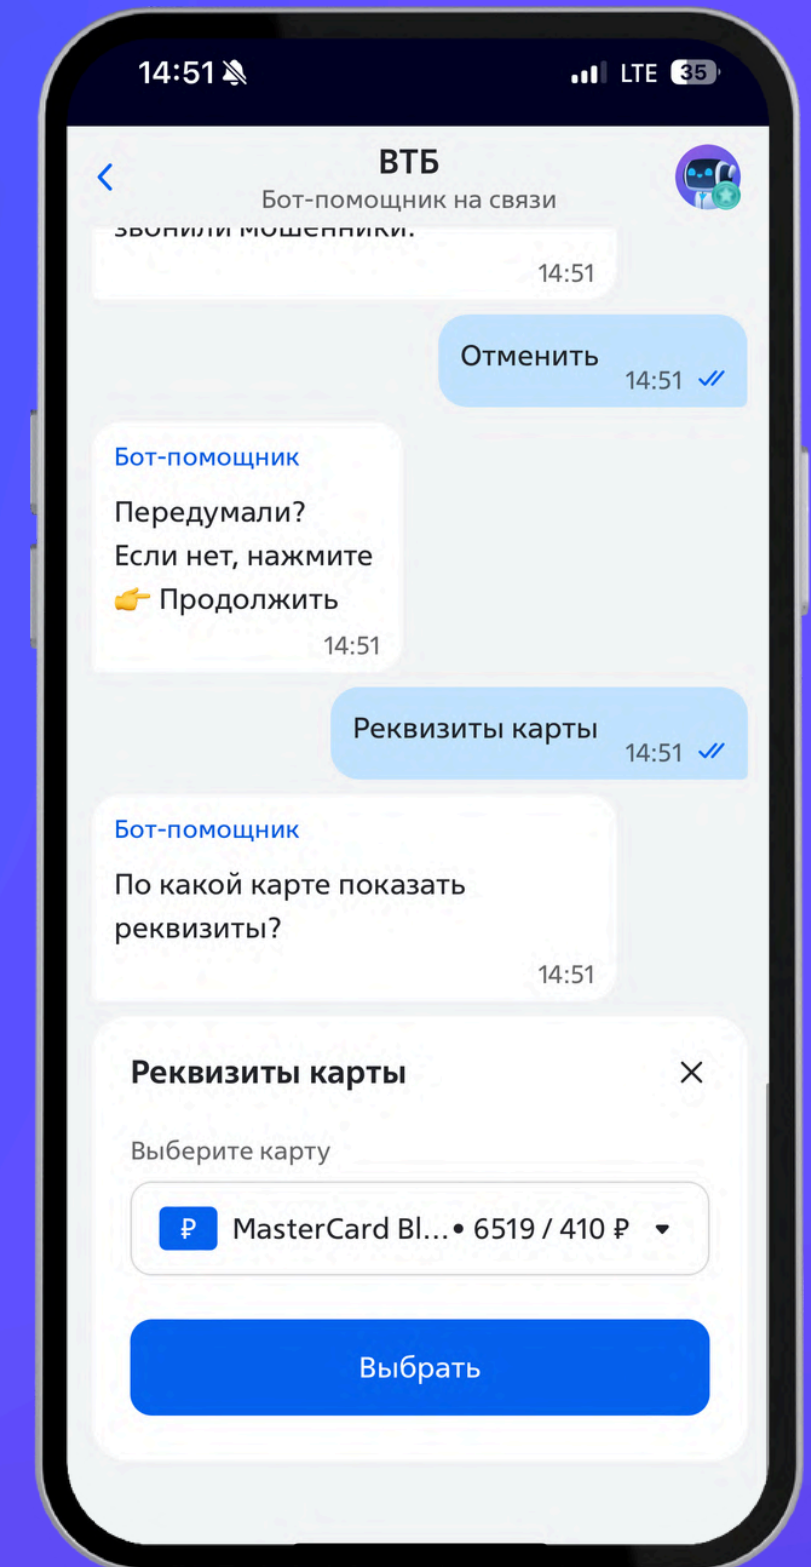 14:51
LTE 35
ВТБ
Бот-помощник на связи
звонили мошенники.
14:51
Отменить
14:51
Бот-помощник
Передумали?
Если нет, нажмите
👉 Продолжить
14:51
Реквизиты карты
14:51
Бот-помощник
По какой карте показать
реквизиты?
14:51
Реквизиты карты
Выберите карту
₽ MasterCard Bl...• 6519 / 410 ₽
Выбрать